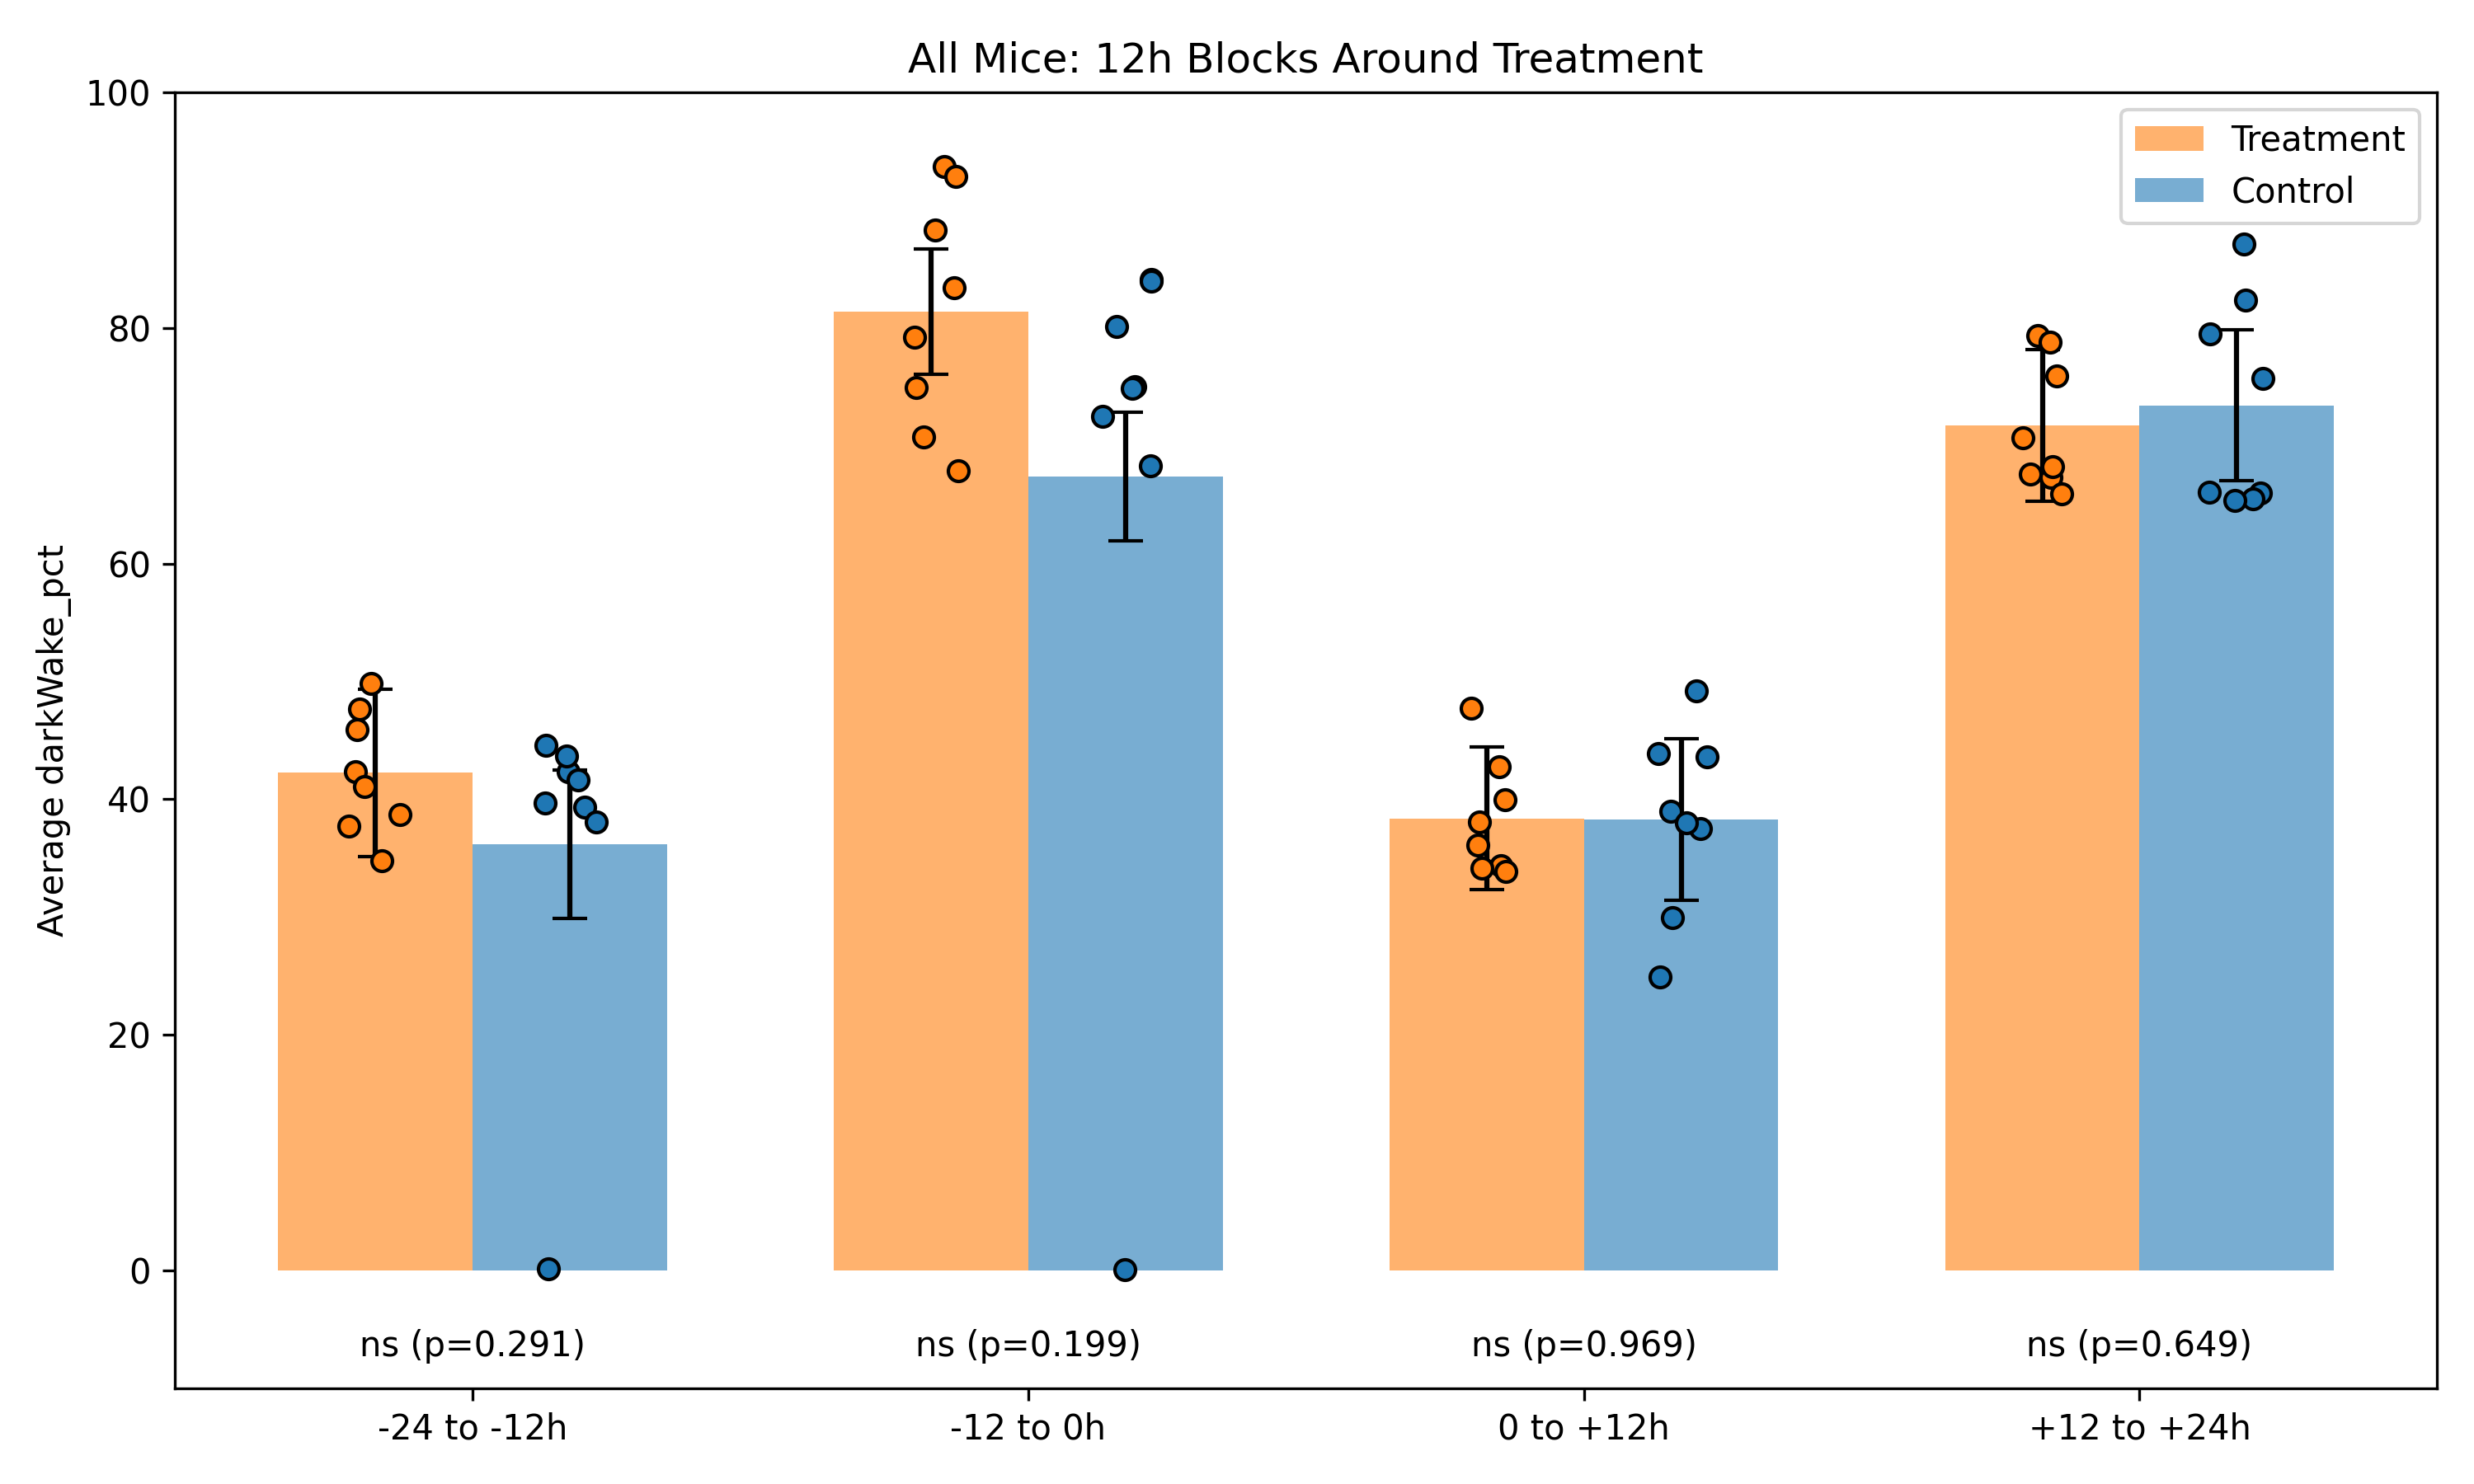 All Mice: 12h Blocks Around Treatment
Treatment
Control
Average darkWake_pct
100
80
60
40
20
0
ns (p=0.291)
ns (p=0.199)
ns (p=0.969)
ns (p=0.649)
-24 to -12h
-12 to 0h
0 to +12h
+12 to +24h